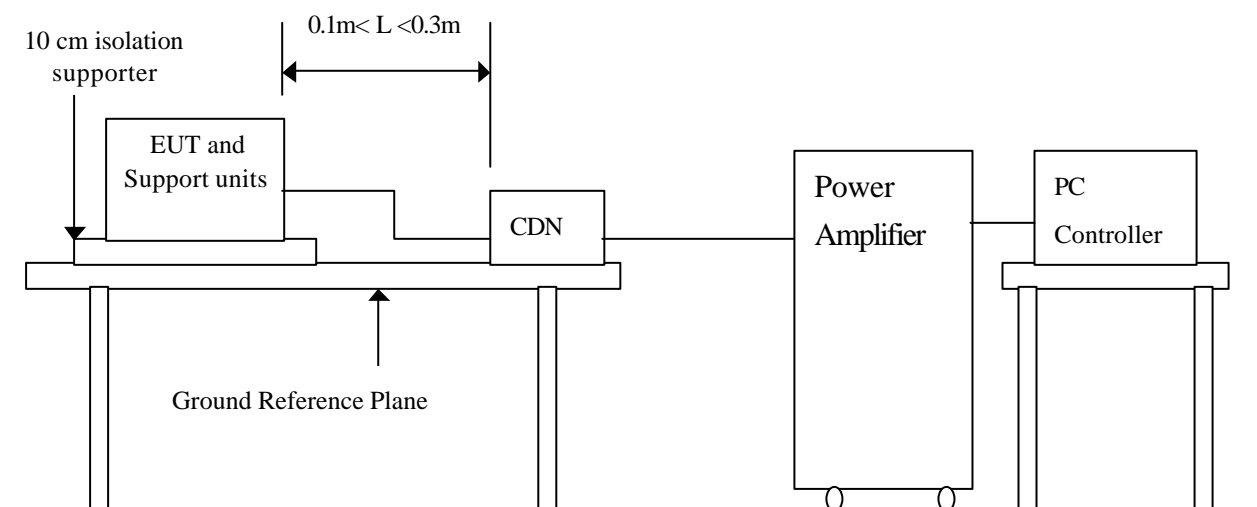 0.1m< L <0.3m
10 cm isolation
supporter
EUT and
Support units
CDN
Power
Amplifier
PC
Controller
Ground Reference Plane